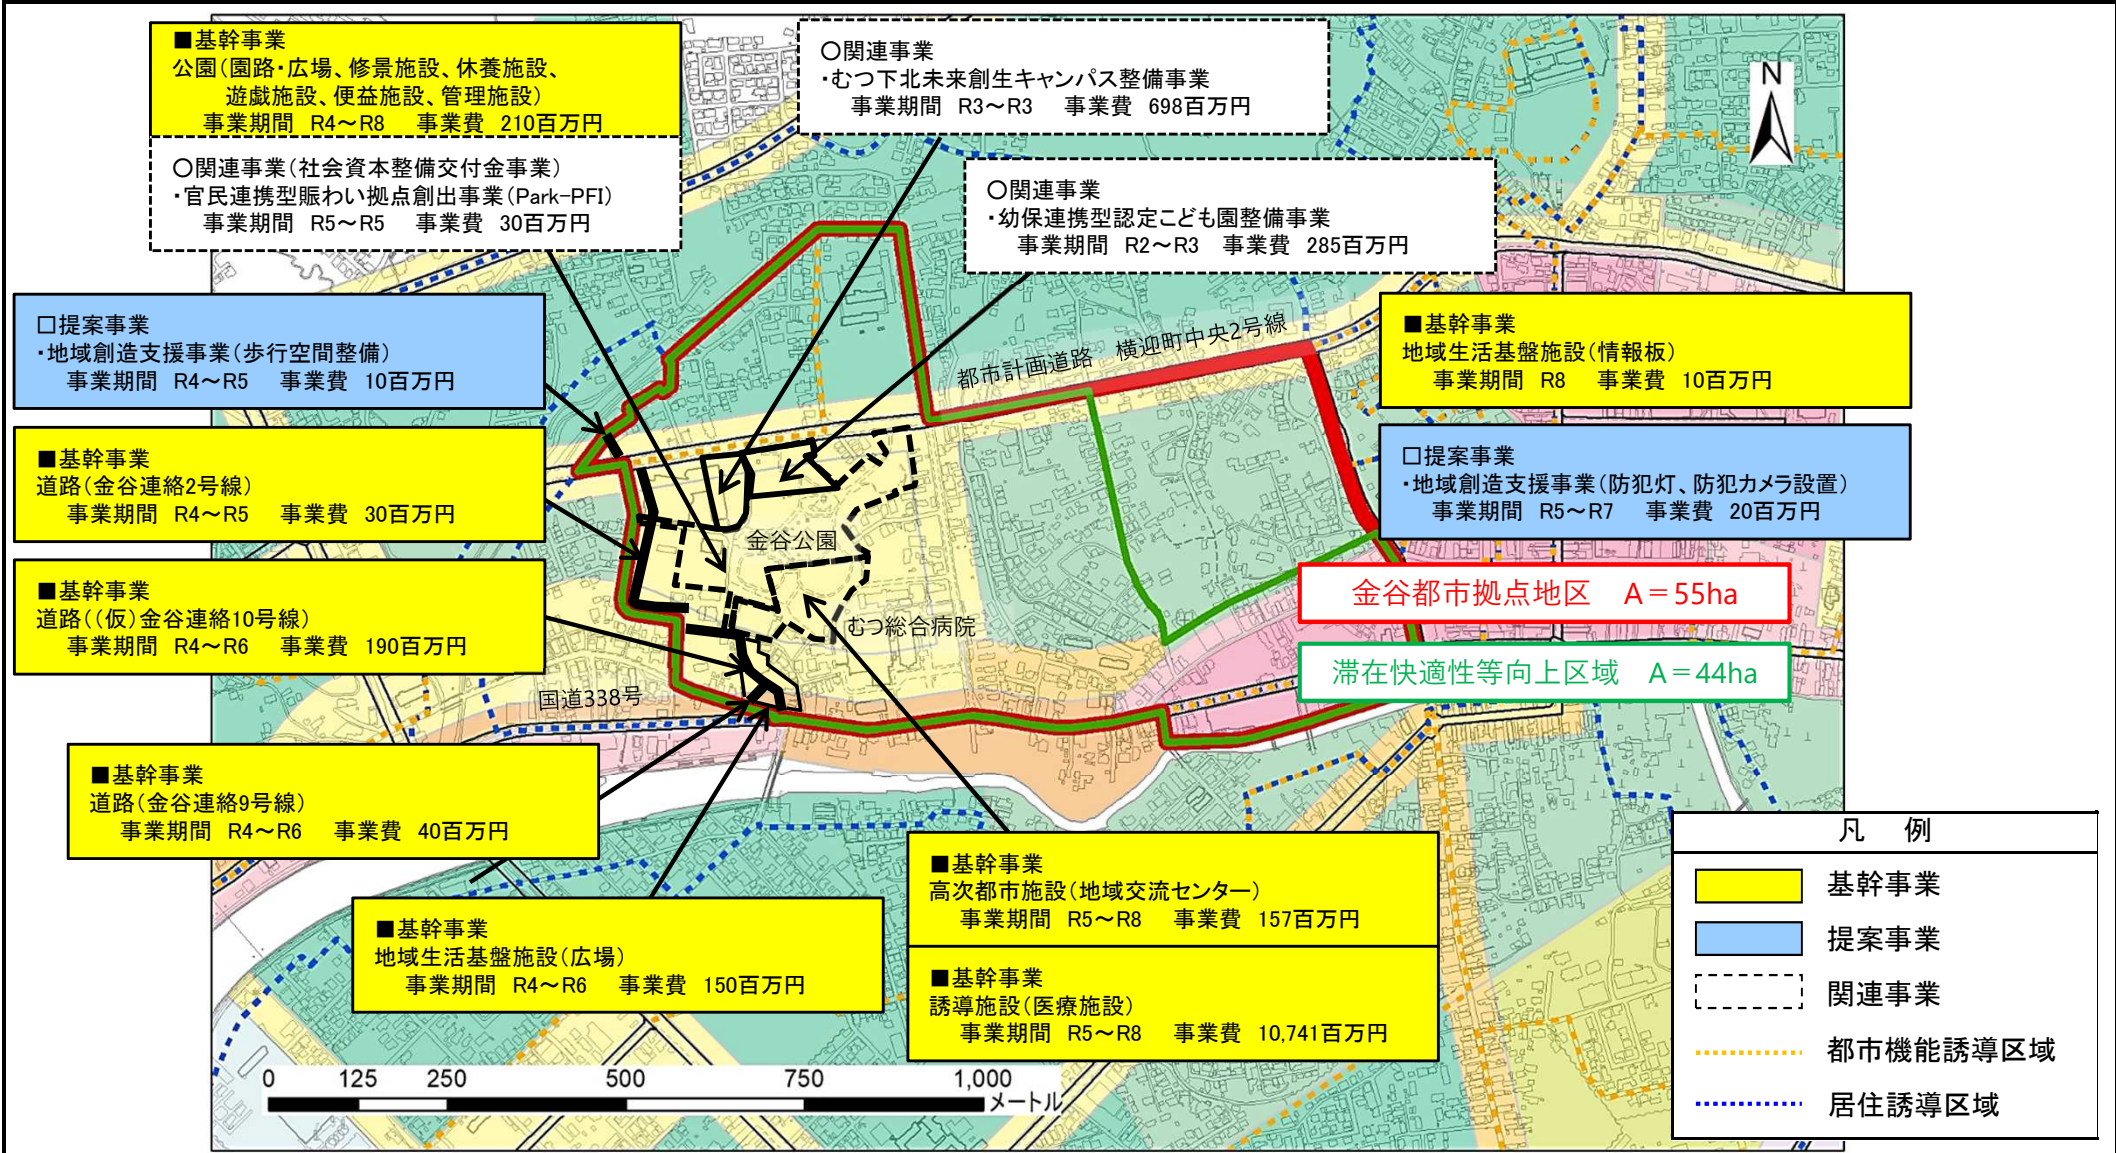 ■基幹事業
公園(園路・広場、修景施設、休養施設、
遊戯施設、便益施設、管理施設)
事業期間 R4～R8 事業費 210百万円
〇関連事業(社会資本整備交付金事業)
・官民連携型賑わい拠点創出事業(Park-PFI)
事業期間 R5～R5 事業費 30百万円
〇関連事業
・むつ下北未来創生キャンパス整備事業
事業期間 R3～R3 事業費 698百万円
〇関連事業
・幼保連携型認定こども園整備事業
事業期間 R2～R3 事業費 285百万円
N
□提案事業
・地域創造支援事業(歩行空間整備)
事業期間 R4～R5 事業費 10百万円
■基幹事業
道路(金谷連絡2号線)
事業期間 R4～R5 事業費 30百万円
■基幹事業
道路((仮)金谷連絡10号線)
事業期間 R4～R6 事業費 190百万円
■基幹事業
道路(金谷連絡9号線)
事業期間 R4～R6 事業費 40百万円
■基幹事業
地域生活基盤施設(広場)
事業期間 R4～R6 事業費 150百万円
都市計画道路 横迎町中央2号線
金谷公園
むつ総合病院
国道338号
■基幹事業
地域生活基盤施設(情報板)
事業期間 R8 事業費 10百万円
□提案事業
・地域創造支援事業(防犯灯、防犯カメラ設置)
事業期間 R5～R7 事業費 20百万円
金谷都市拠点地区 A＝55ha
滞在快適性等向上区域 A＝44ha
■基幹事業
高次都市施設(地域交流センター)
事業期間 R5～R8 事業費 157百万円
■基幹事業
誘導施設(医療施設)
事業期間 R5～R8 事業費 10,741百万円
凡 例
基幹事業
提案事業
関連事業
都市機能誘導区域
居住誘導区域
0 125 250 500 750 1,000
メートル